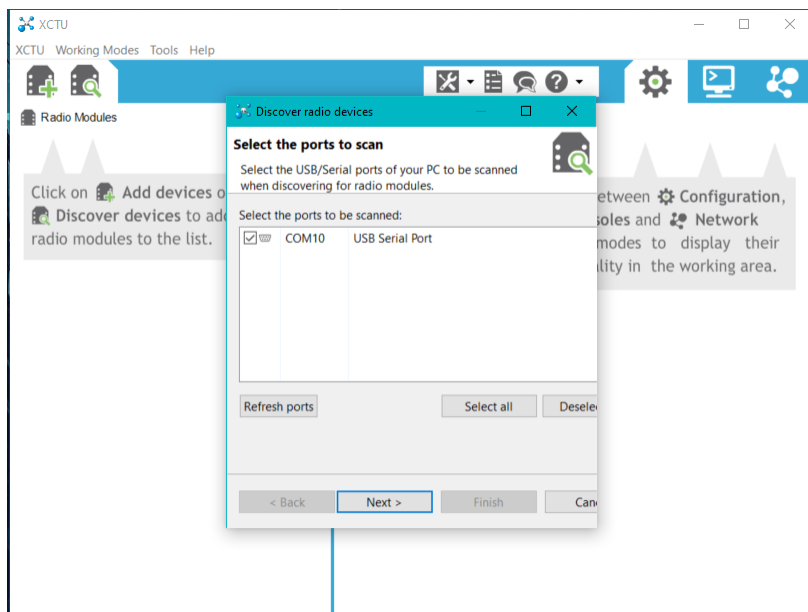 XCTU
XCTU Working Modes Tools Help
Radio Modules
Click on Add devices o
Discover devices to ad
radio modules to the list.
Discover radio devices
Select the ports to scan
Select the USB/Serial ports of your PC to be scanned
when discovering for radio modules.
Select the ports to be scanned:
COM10 USB Serial Port
Refresh ports
Select all
Desele
< Back
Next >
Finish
Can
etween Configuration,
soles and Network
modes to display their
lity in the working area.